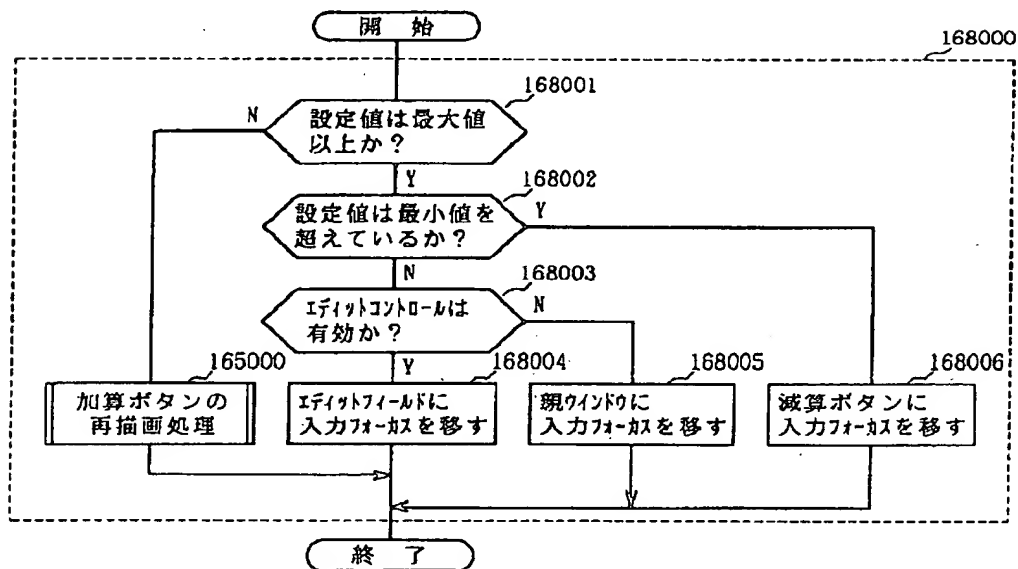 開始
168000
168001
設定値は最大値
以上か?
N
Y
168002
設定値は最小値を
超えているか?
Y
N
168003
エディットコントロールは
有効か?
N
Y
165000
加算ボタンの
再描画処理
168004
エディットフィールドに
入力フォーカスを移す
168005
親ウインドウに
入力フォーカスを移す
168006
減算ボタンに
入力フォーカスを移す
終了